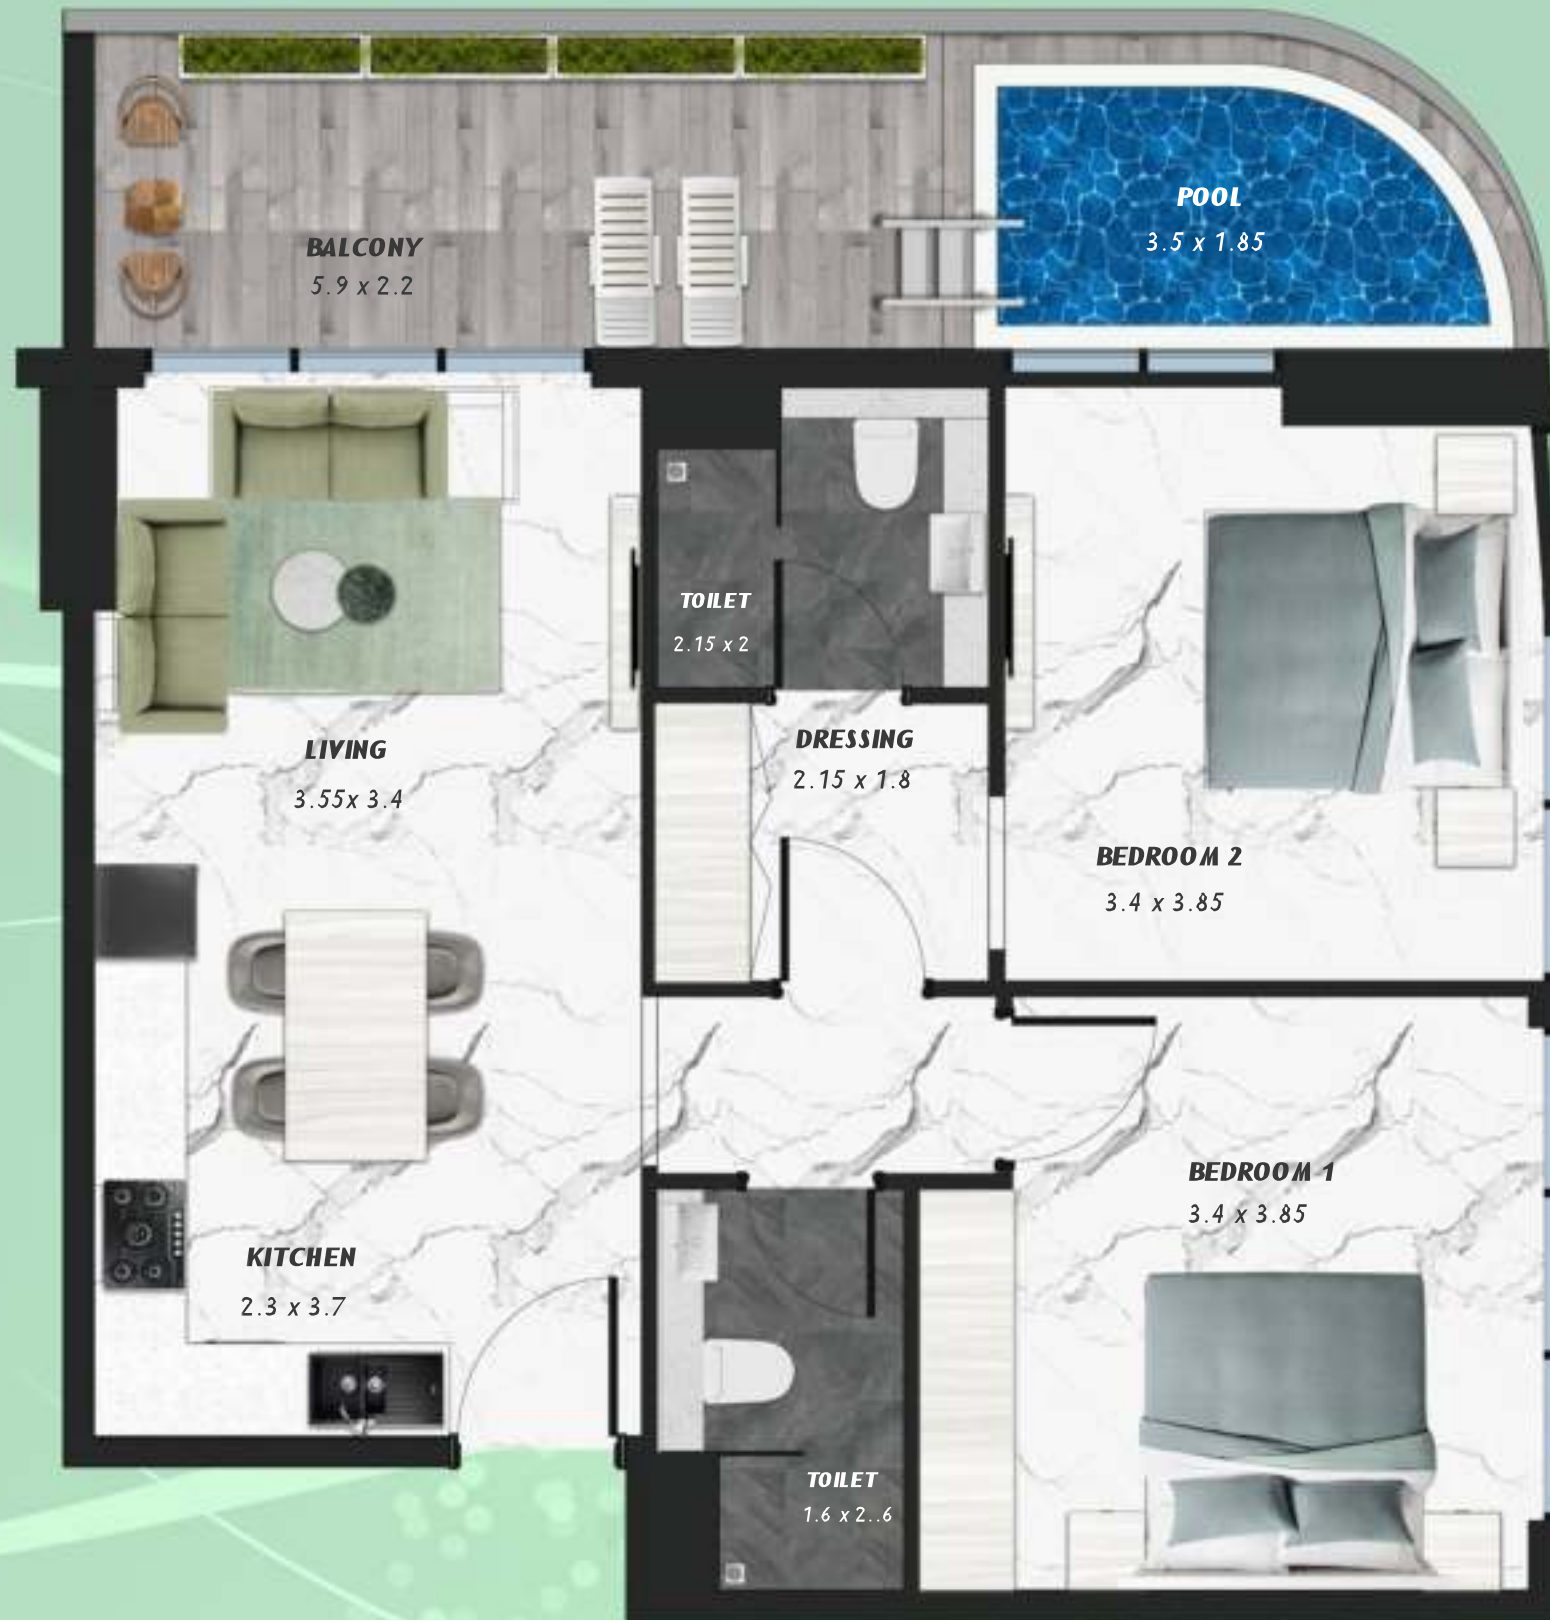 POOL
3.5 x 1.85
BALCONY
5.9 x 2.2
TOILET
2.15 x 2
LIVING
3.55x 3.4
DRESSING
2.15 x 1.8
BEDROOM 2
3.4 x 3.85
BEDROOM 1
3.4 x 3.85
KITCHEN
2.3 x 3.7
TOILET
1.6 x 2..6